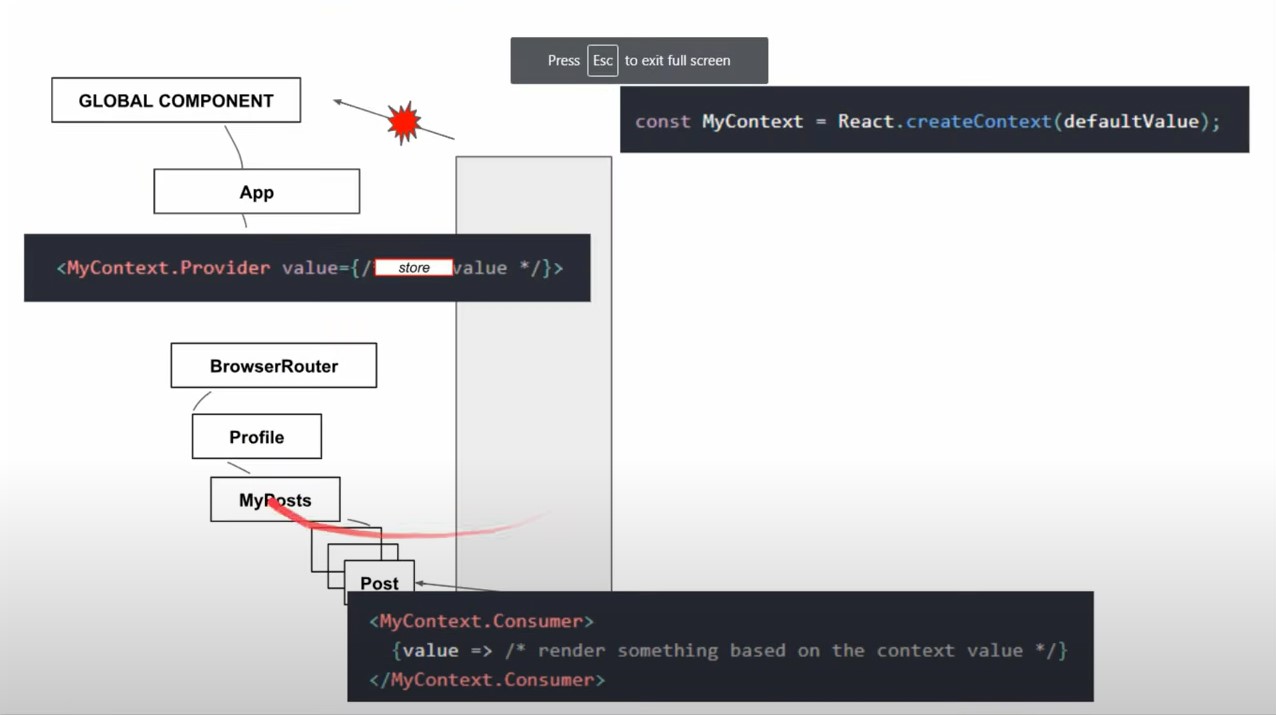 Press Esc to exit full screen
GLOBAL COMPONENT
const MyContext = React.createContext(defaultValue);
App
<MyContext.Provider value={/ store value */}>
BrowserRouter
Profile
MyPosts
Post
<MyContext.Consumer>
{value => /* render something based on the context value */}
</MyContext.Consumer>